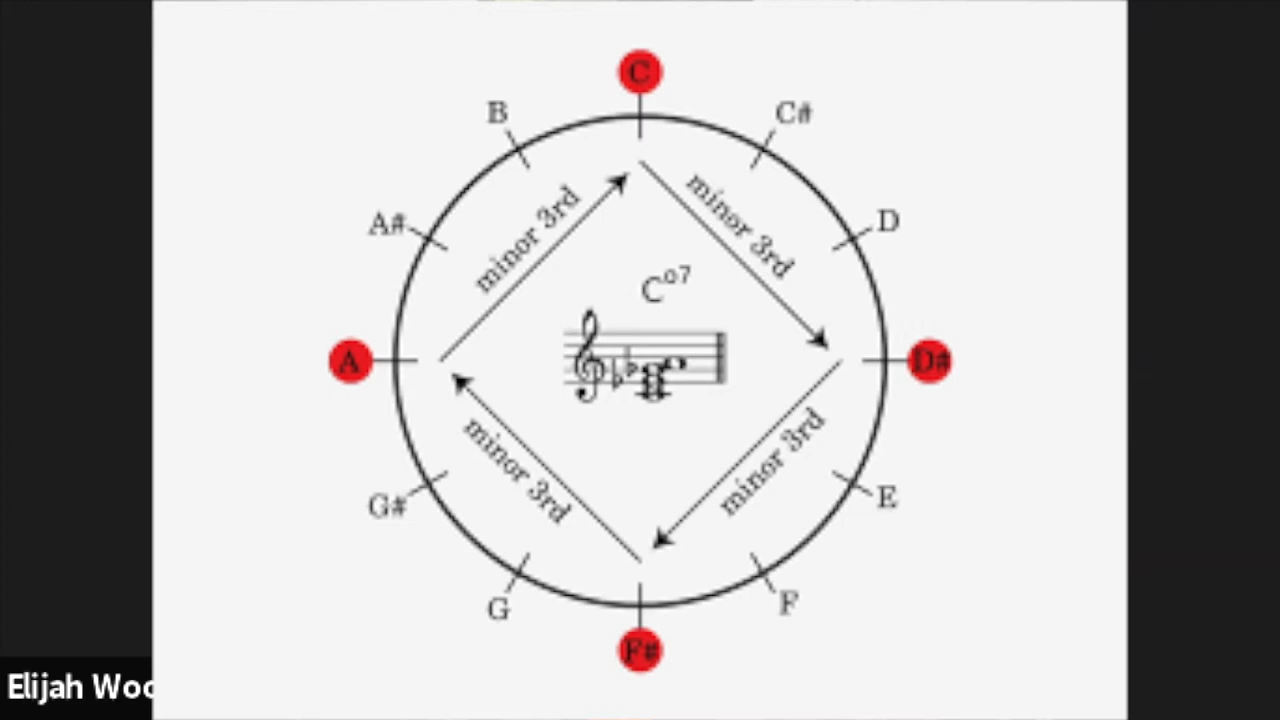 C
B
C#
A#
D
minor 3rd
minor 3rd
C°7
A
D#
minor 3rd
minor 3rd
G#
E
G
F
F#
Elijah Woo